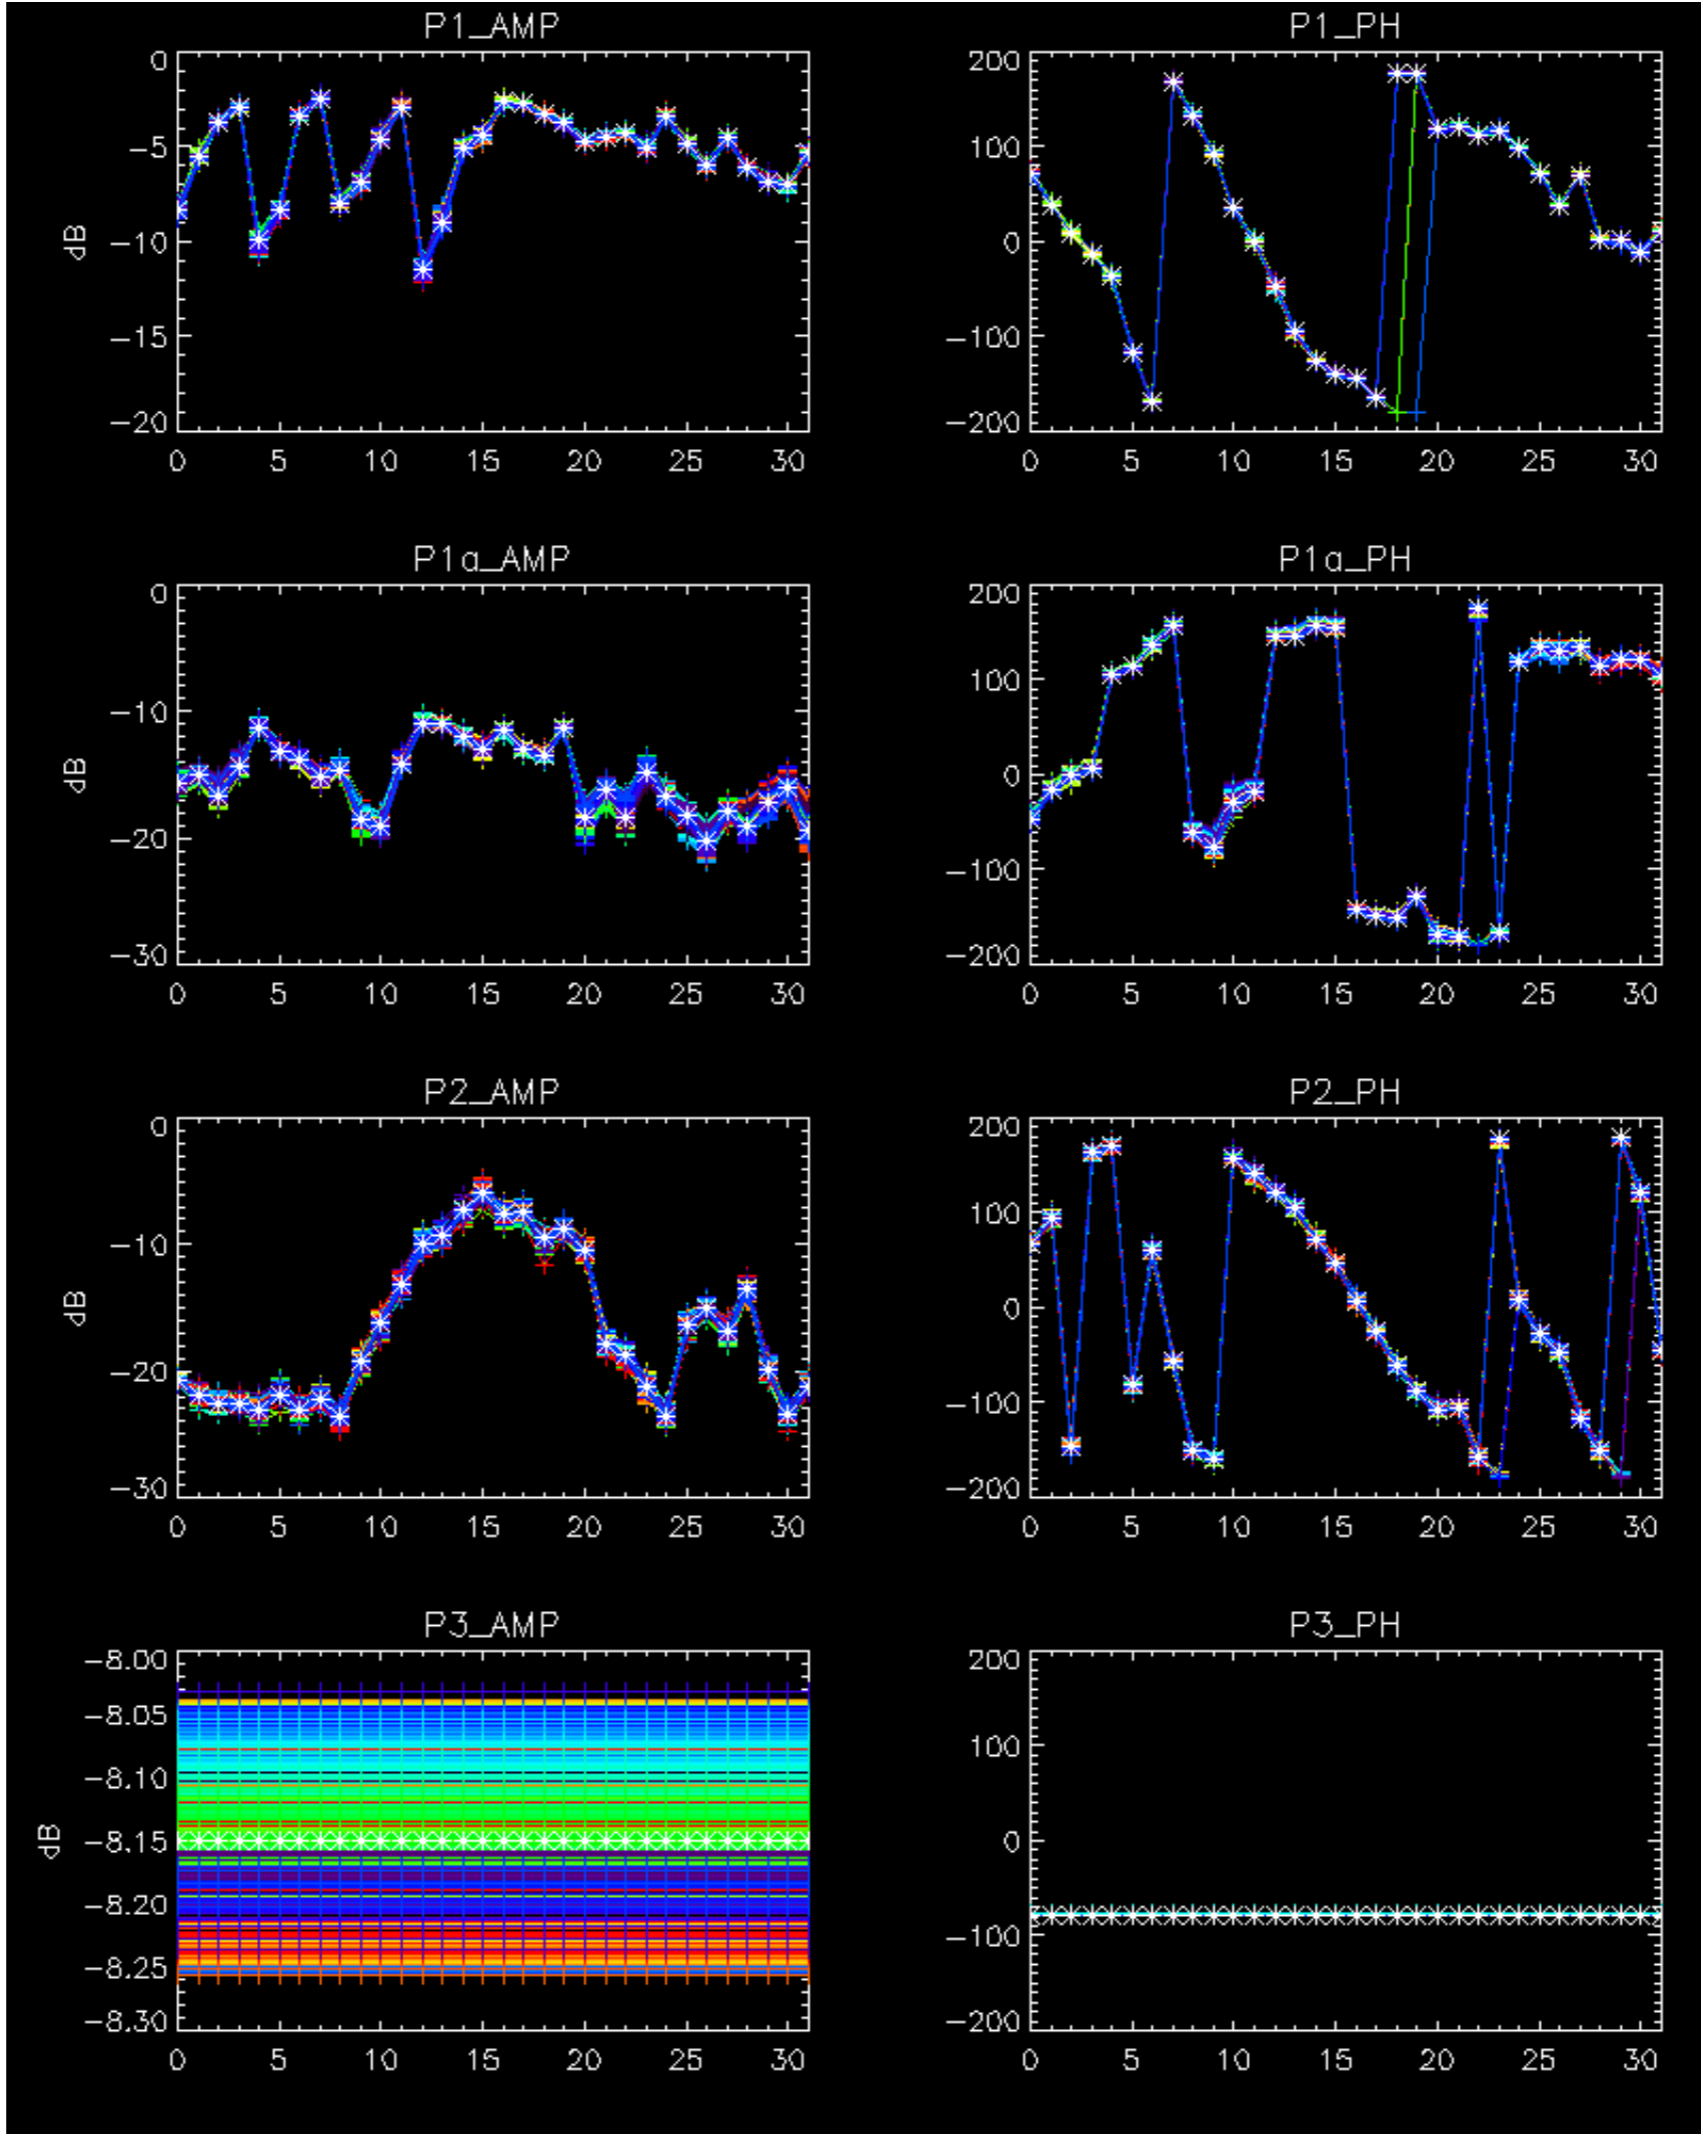 P1_AMP P1_PH
0 200
-5 100
dB -10 0
-15 -100
-20 -200
0 5 10 15 20 25 30 0 5 10 15 20 25 30
P1a_AMP P1a_PH
0 200
-10 100
dB 0
-20 -100
-30 -200
0 5 10 15 20 25 30 0 5 10 15 20 25 30
P2_AMP P2_PH
0 200
-10 100
dB 0
-20 -100
-30 -200
0 5 10 15 20 25 30 0 5 10 15 20 25 30
P3_AMP P3_PH
-8.00 200
-8.05
-8.10 100
dB -8.15 0
-8.20
-8.25 -100
-8.30 -200
0 5 10 15 20 25 30 0 5 10 15 20 25 30